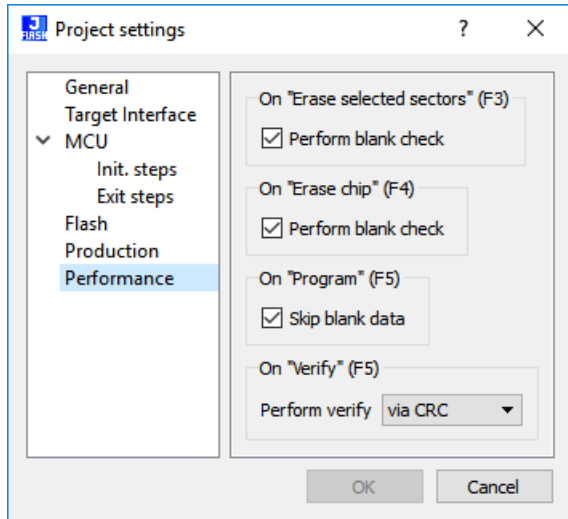 J
FLASH
Project settings
?
General
Target Interface
MCU
Init. steps
Exit steps
Flash
Production
Performance
On "Erase selected sectors" (F3)
Perform blank check
On "Erase chip" (F4)
Perform blank check
On "Program" (F5)
Skip blank data
On "Verify" (F5)
Perform verify via CRC
OK Cancel